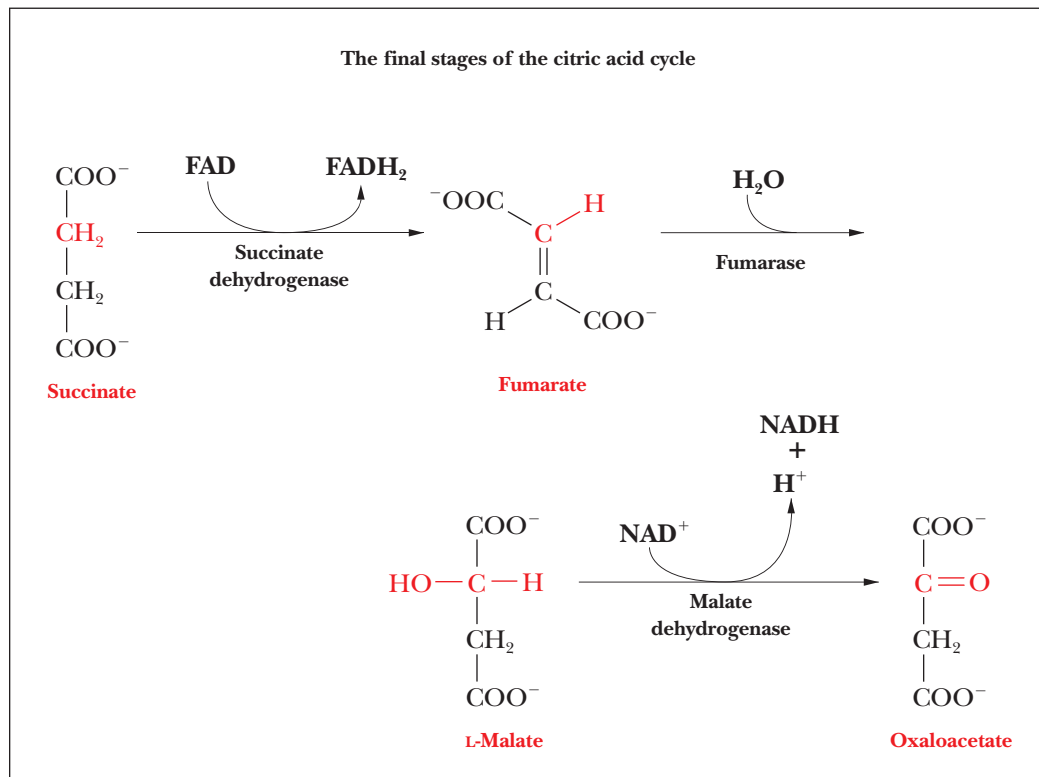 The final stages of the citric acid cycle
COO⁻
CH₂
CH₂
COO⁻
Succinate
FAD
FADH₂
Succinate
dehydrogenase
⁻OOC
H
C
C
H
COO⁻
Fumarate
H₂O
Fumarase
COO⁻
HO—C—H
CH₂
COO⁻
L-Malate
NAD⁺
NADH
+
H⁺
Malate
dehydrogenase
COO⁻
C=O
CH₂
COO⁻
Oxaloacetate